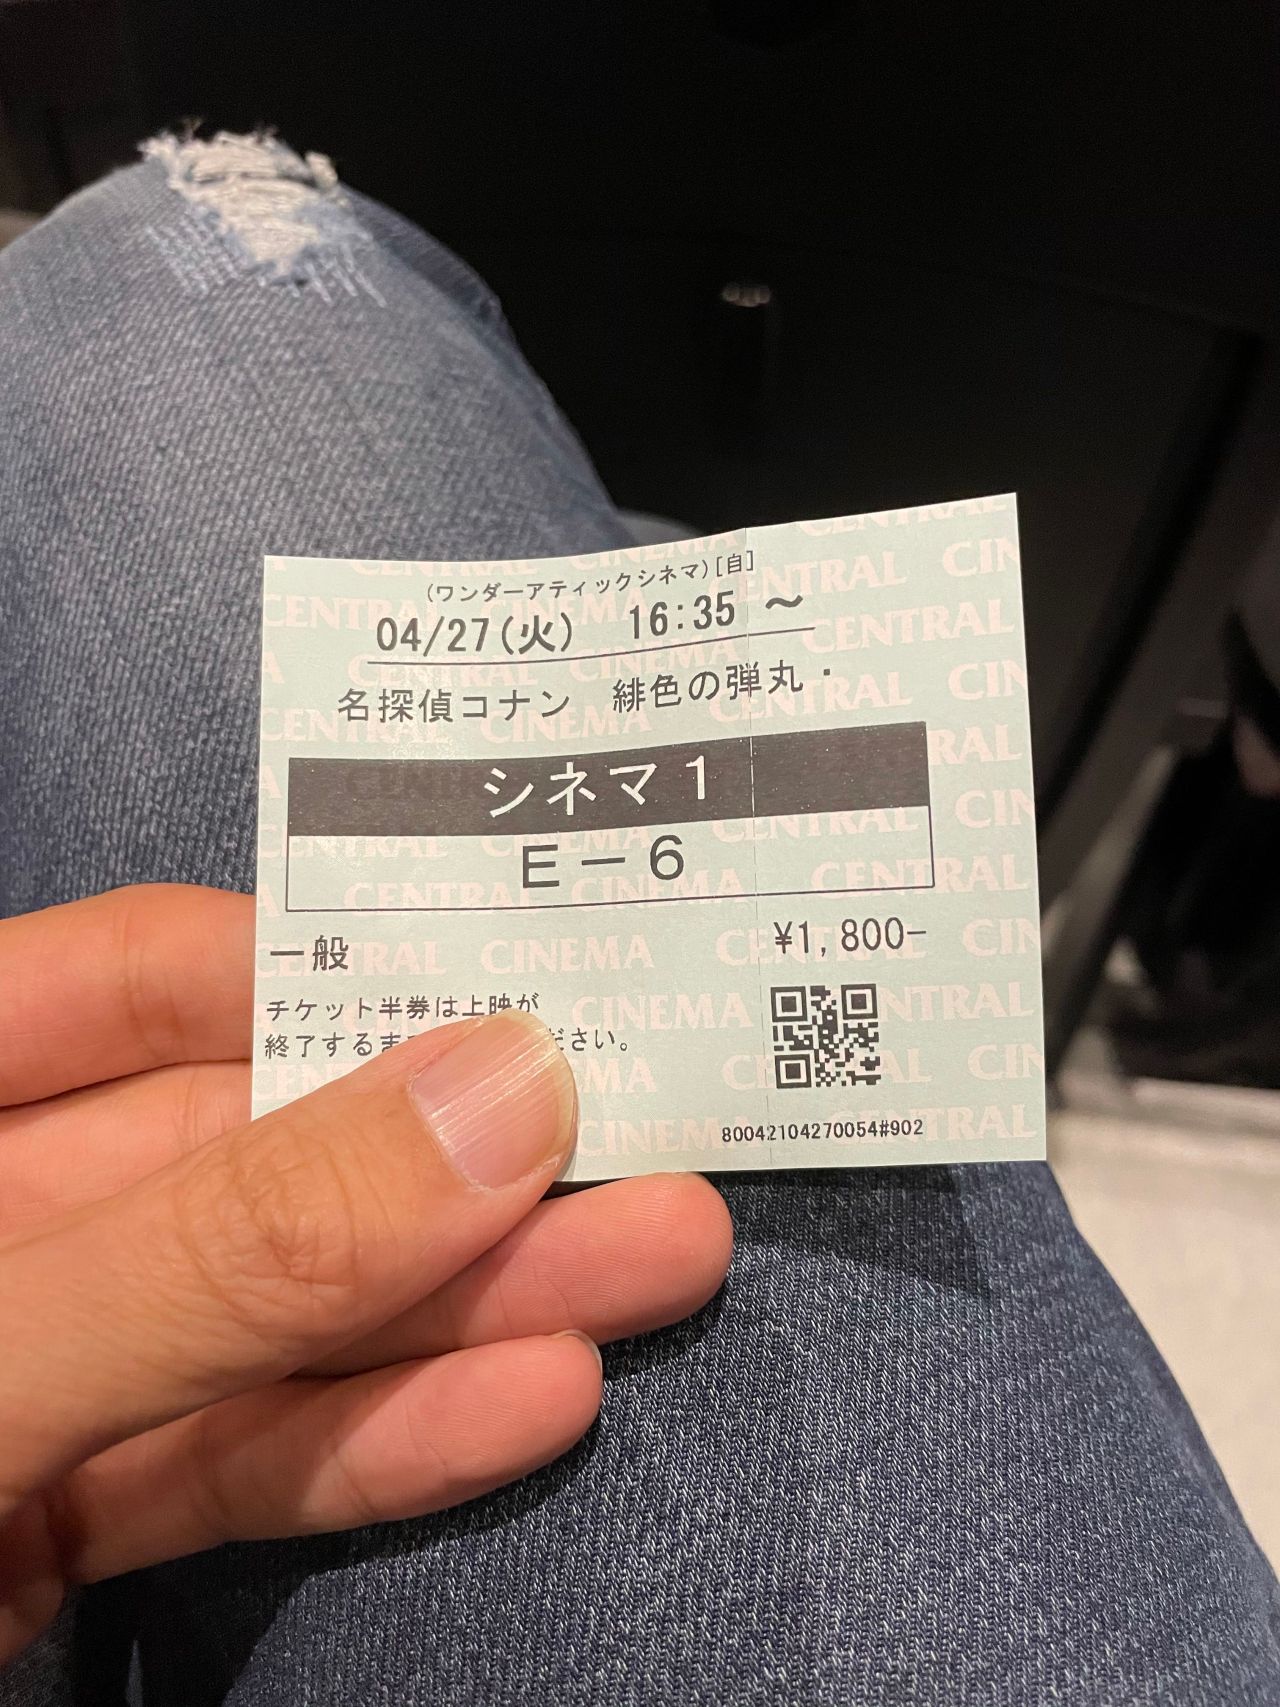 (ワンダーアティックシネマ)[自]
04/27(火) 16:35 ～
名探偵コナン 緋色の弾丸・
シネマ1
E－6
一般 ¥1,800-
チケット半券は上映が
終了するま ださい。
80042104270054#902
CENTRAL CINEMA